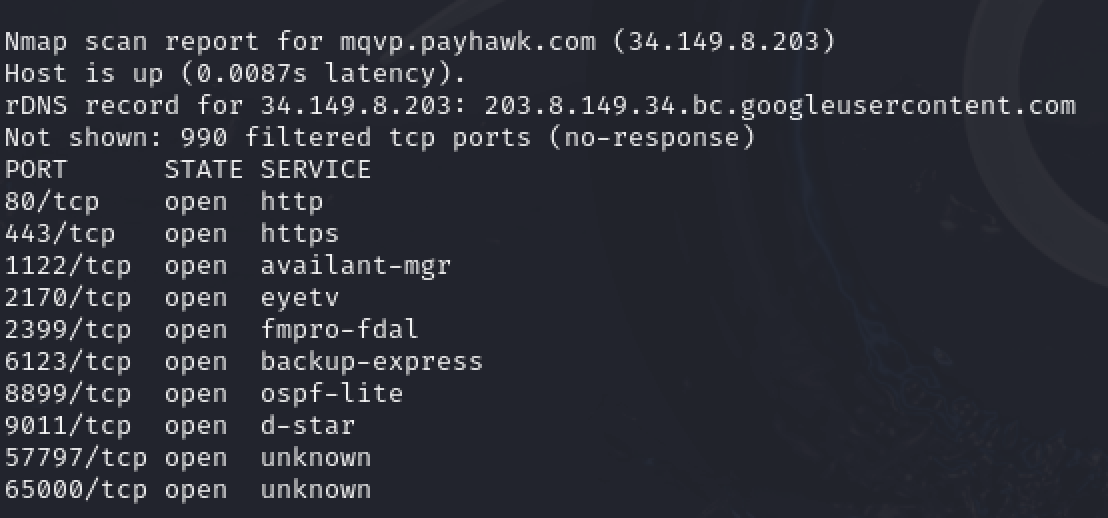 Nmap scan report for mqvp.payhawk.com (34.149.8.203)
Host is up (0.0087s latency).
rDNS record for 34.149.8.203: 203.8.149.34.bc.googleusercontent.com
Not shown: 990 filtered tcp ports (no-response)
PORT      STATE SERVICE
80/tcp    open  http
443/tcp   open  https
1122/tcp  open  availant-mgr
2170/tcp  open  eyetv
2399/tcp  open  fmpro-fdal
6123/tcp  open  backup-express
8899/tcp  open  ospf-lite
9011/tcp  open  d-star
57797/tcp open  unknown
65000/tcp open  unknown